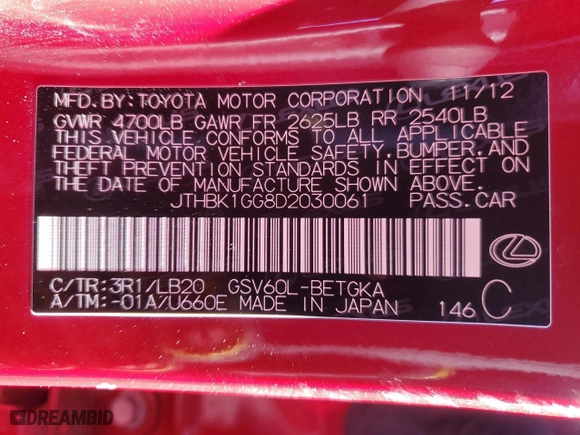 MFD.BY:TOYOTA MOTOR CORPORATION 11/12
GVWR 4700LB GAWR FR 2625LB RR 2540LB
THIS VEHICLE CONFORMS TO ALL APPLICABLE
FEDERAL MOTOR VEHICLE SAFETY,BUMPER,AND
THEFT PREVENTION STANDARDS IN EFFECT ON
THE DATE OF MANUFACTURE SHOWN ABOVE.
JTHBK1GG8D2030061 PASS.CAR
C/TR:3R1/LB20 GSV60L-BETGKA
A/TM:-01A/U660E MADE IN JAPAN 146 C
DREAMBID